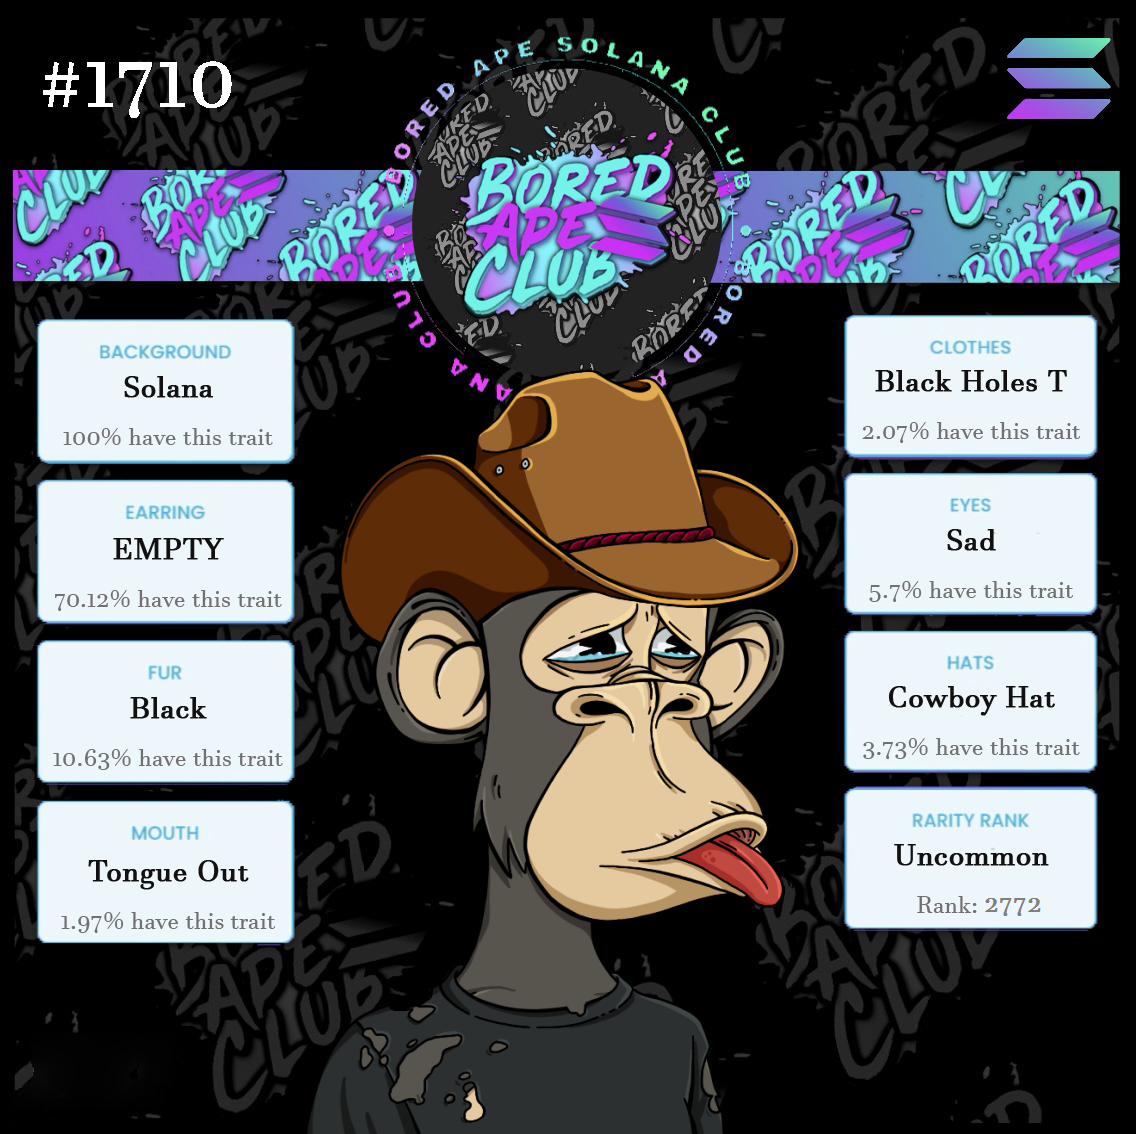 #1710
BORED APE SOLANA CLUB
BORED
APE
CLUB
BACKGROUND
Solana
100% have this trait
EARRING
EMPTY
70.12% have this trait
FUR
Black
10.63% have this trait
MOUTH
Tongue Out
1.97% have this trait
CLOTHES
Black Holes T
2.07% have this trait
EYES
Sad
5.7% have this trait
HATS
Cowboy Hat
3.73% have this trait
RARITY RANK
Uncommon
Rank: 2772